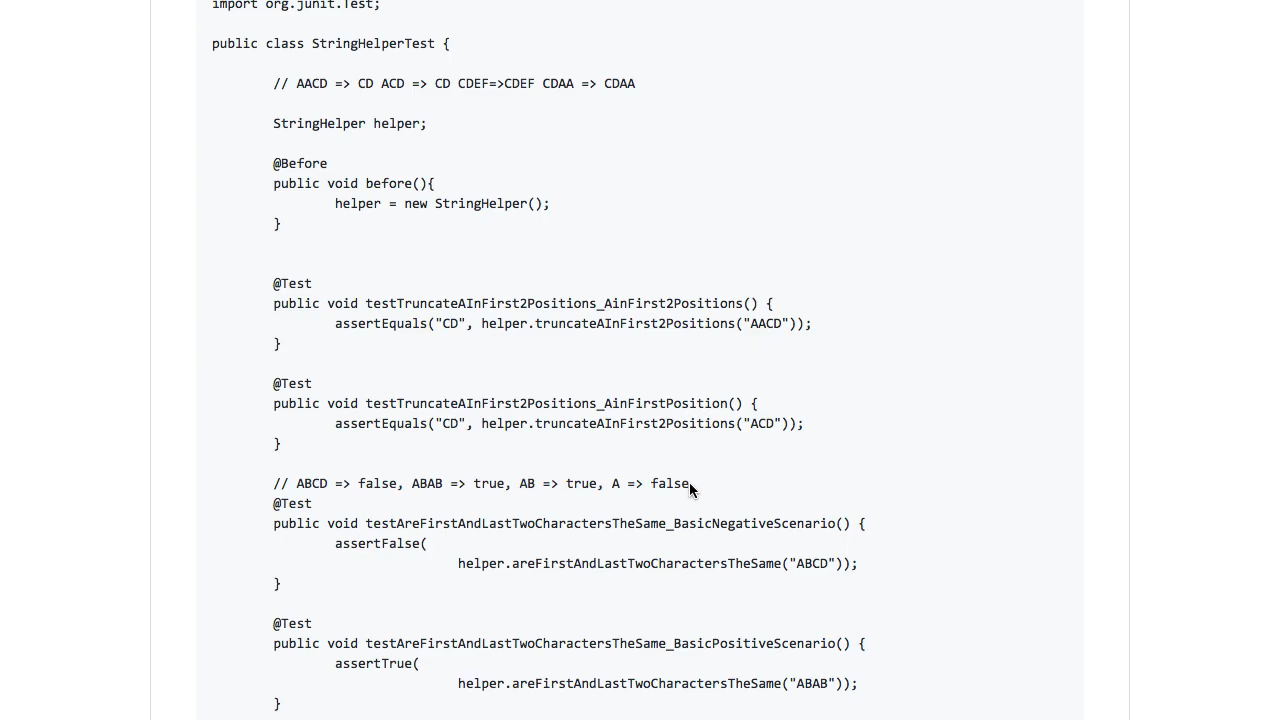 import org.junit.Test;
public class StringHelperTest {
// AACD => CD ACD => CD CDEF=>CDEF CDAA => CDAA
StringHelper helper;
@Before
public void before(){
helper = new StringHelper();
}
@Test
public void testTruncateAInFirst2Positions_AinFirst2Positions() {
assertEquals("CD", helper.truncateAInFirst2Positions("AACD"));
}
@Test
public void testTruncateAInFirst2Positions_AinFirstPosition() {
assertEquals("CD", helper.truncateAInFirst2Positions("ACD"));
}
// ABCD => false, ABAB => true, AB => true, A => false
@Test
public void testAreFirstAndLastTwoCharactersTheSame_BasicNegativeScenario() {
assertFalse(
helper.areFirstAndLastTwoCharactersTheSame("ABCD"));
}
@Test
public void testAreFirstAndLastTwoCharactersTheSame_BasicPositiveScenario() {
assertTrue(
helper.areFirstAndLastTwoCharactersTheSame("ABAB"));
}